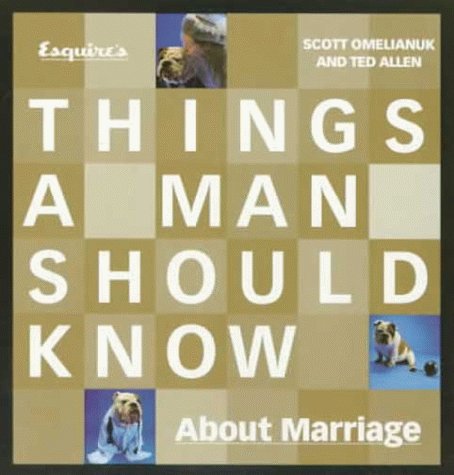 Esquire's
SCOTT OMELIANUK
AND TED ALLEN
THINGS
A MAN
SHOULD
KNOW
About Marriage